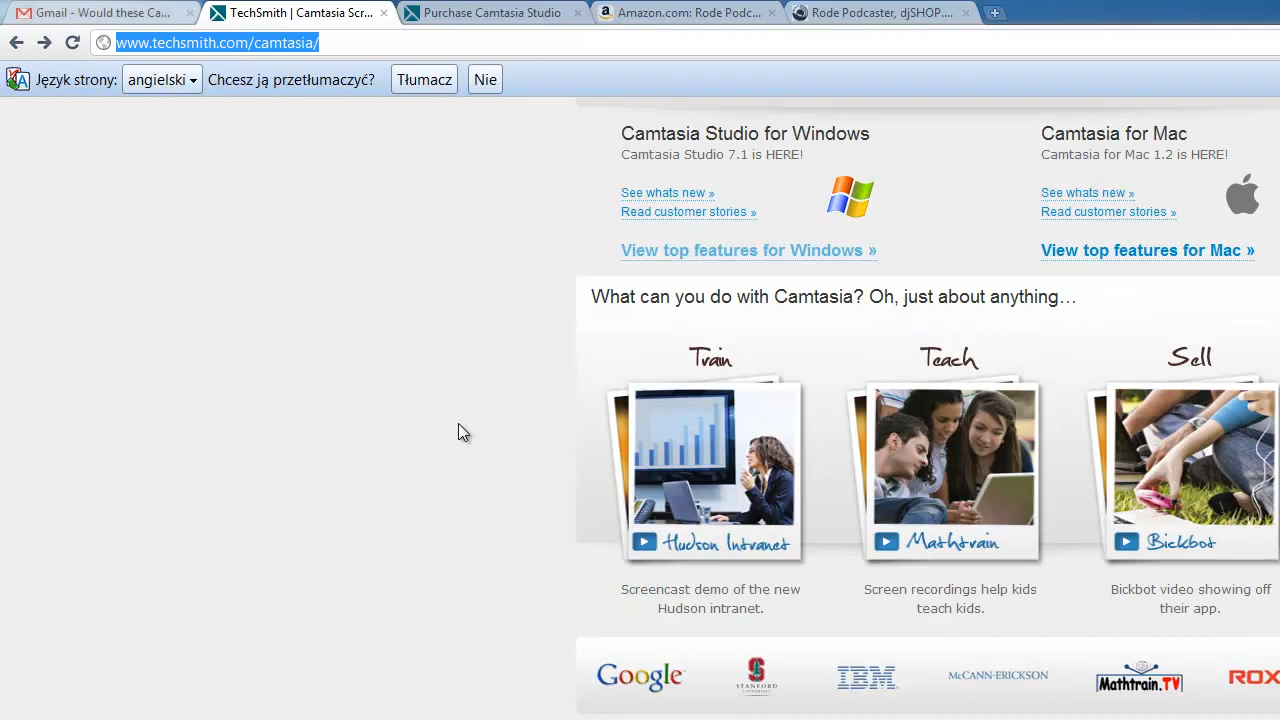 Gmail - Would these Ca...
TechSmith | Camtasia Scr...
Purchase Camtasia Studio
Amazon.com: Rode Podc...
Rode Podcaster, djSHOP....
www.techsmith.com/camtasia/
Język strony: angielski Chcesz ją przetłumaczyć? Tłumacz Nie
Camtasia Studio for Windows
Camtasia Studio 7.1 is HERE!
See whats new »
Read customer stories »
View top features for Windows »
Camtasia for Mac
Camtasia for Mac 1.2 is HERE!
See whats new »
Read customer stories »
View top features for Mac »
What can you do with Camtasia? Oh, just about anything…
Train
Teach
Sell
Hudson Intranet
Mathtrain
Bickbot
Screencast demo of the new
Hudson intranet.
Screen recordings help kids
teach kids.
Bickbot video showing off
their app.
Google
STANFORD
UNIVERSITY
IBM
McCANN-ERICKSON
Mathtrain.TV
ROX